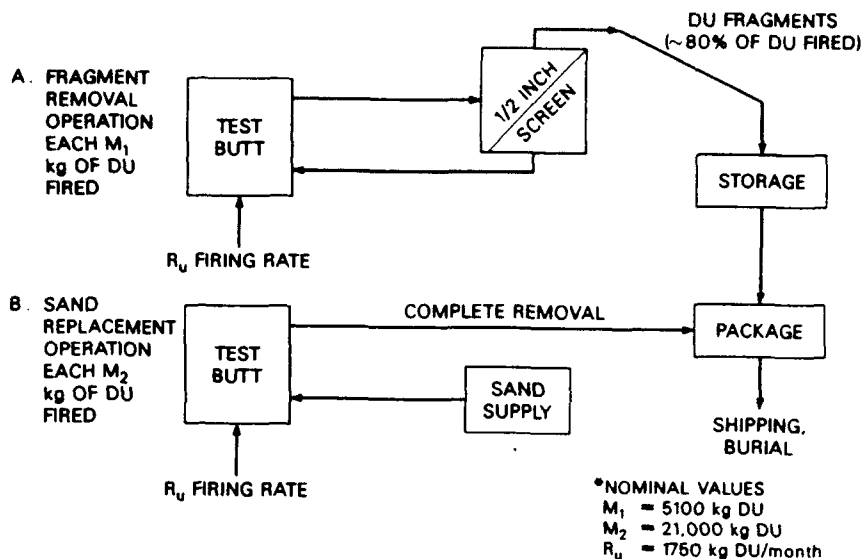 DU FRAGMENTS
(~80% OF DU FIRED)
A. FRAGMENT
REMOVAL
OPERATION
EACH M₁
kg OF DU
FIRED
TEST
BUTT
1/2 INCH
SCREEN
STORAGE
Rᵤ FIRING RATE
B. SAND
REPLACEMENT
OPERATION
EACH M₂
kg OF DU
FIRED
TEST
BUTT
COMPLETE REMOVAL
PACKAGE
SAND
SUPPLY
SHIPPING,
BURIAL
Rᵤ FIRING RATE
*NOMINAL VALUES
M₁ = 5100 kg DU
M₂ = 21,000 kg DU
Rᵤ = 1750 kg DU/month